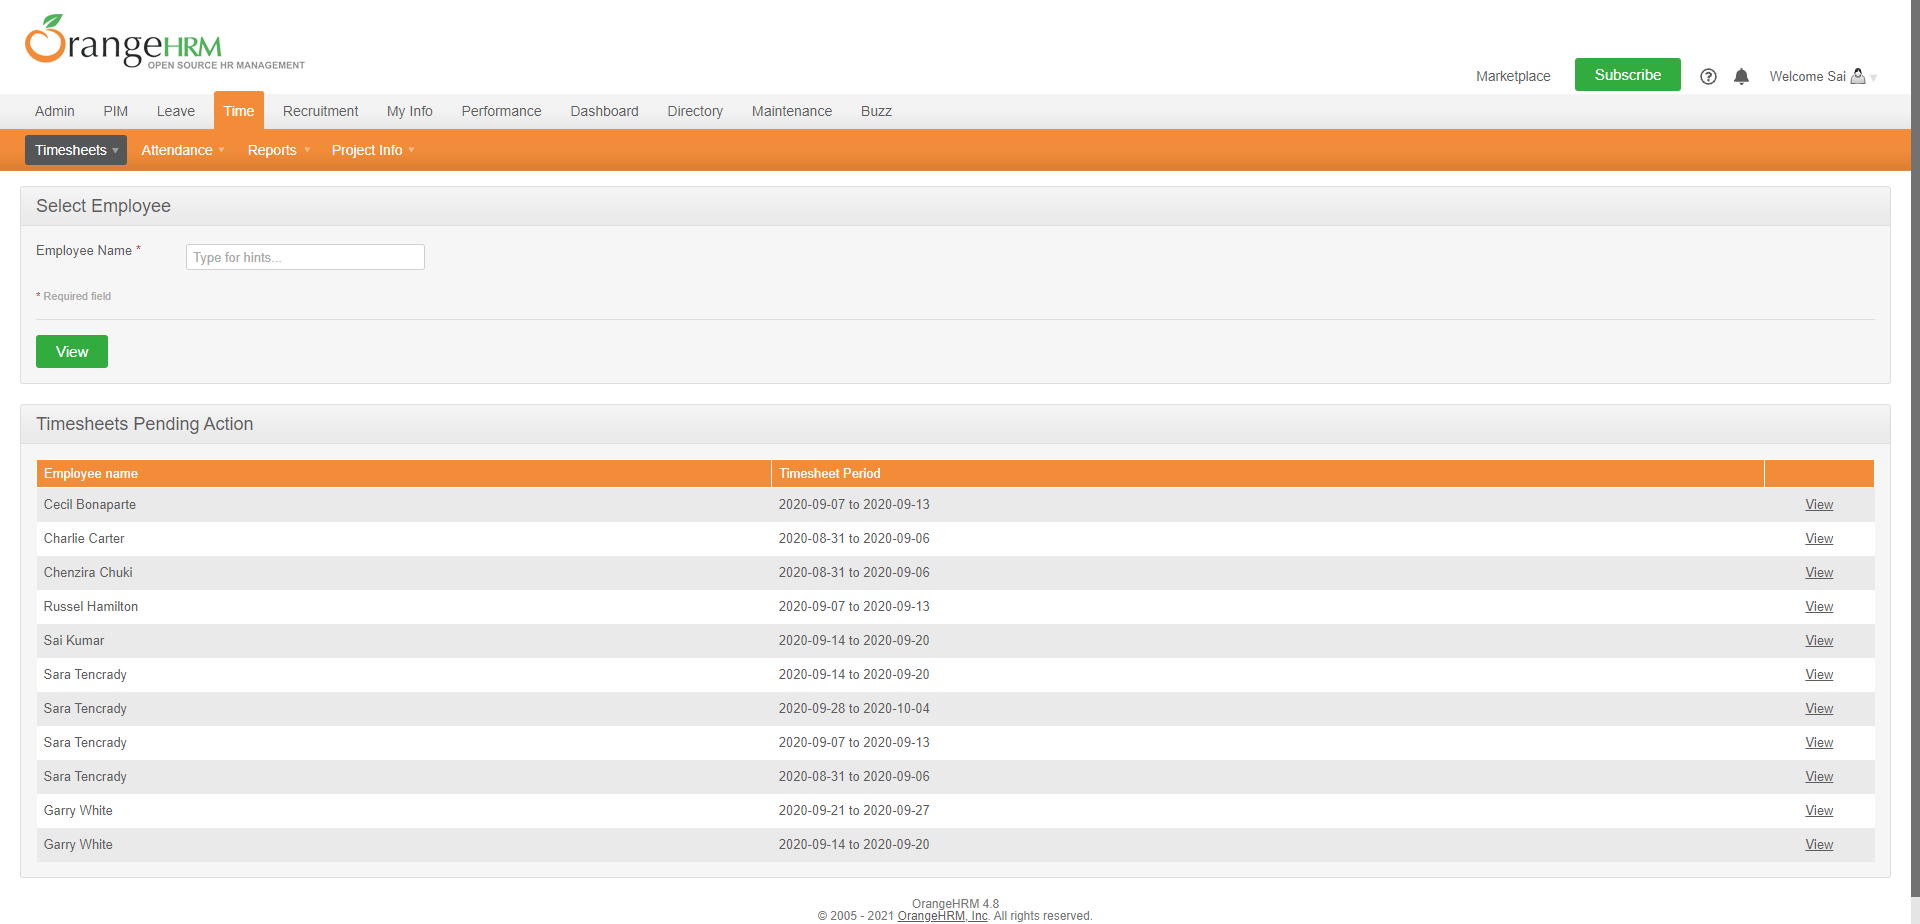 OrangeHRM
OPEN SOURCE HR MANAGEMENT
Marketplace Subscribe Welcome Sai
Admin PIM Leave Time Recruitment My Info Performance Dashboard Directory Maintenance Buzz
Timesheets Attendance Reports Project Info
Select Employee
Employee Name * Type for hints...
* Required field
View
Timesheets Pending Action
Employee name Timesheet Period
Cecil Bonaparte 2020-09-07 to 2020-09-13 View
Charlie Carter 2020-08-31 to 2020-09-06 View
Chenzira Chuki 2020-08-31 to 2020-09-06 View
Russel Hamilton 2020-09-07 to 2020-09-13 View
Sai Kumar 2020-09-14 to 2020-09-20 View
Sara Tencrady 2020-09-14 to 2020-09-20 View
Sara Tencrady 2020-09-28 to 2020-10-04 View
Sara Tencrady 2020-09-07 to 2020-09-13 View
Sara Tencrady 2020-08-31 to 2020-09-06 View
Garry White 2020-09-21 to 2020-09-27 View
Garry White 2020-09-14 to 2020-09-20 View
OrangeHRM 4.8
© 2005 - 2021 OrangeHRM, Inc. All rights reserved.